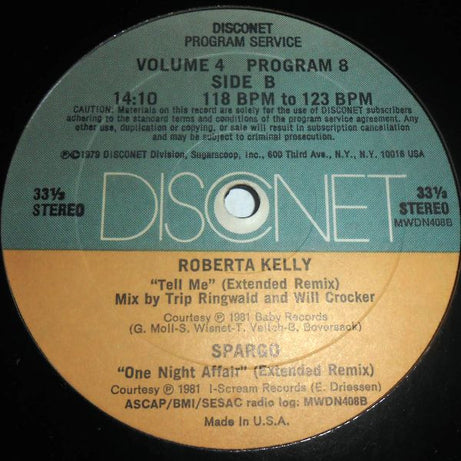 DISCONET
PROGRAM SERVICE
VOLUME 4 PROGRAM 8
SIDE B
14:10 118 BPM to 123 BPM
CAUTION: Materials on this record are solely for the use of DISCONET subscribers
adhering to the standard terms and conditions of the program service agreement. Any
other use, duplication or copying, or sale will result in subscription cancellation
and may be subject to criminal prosecution.
℗©1979 DISCONET Division, Sugarscoop, Inc., 600 Third Ave., N.Y., N.Y. 10016 USA
33⅓ STEREO
DISCONET
33⅓ STEREO
MWDN408B
ROBERTA KELLY
"Tell Me" (Extended Remix)
Mix by Trip Ringwald and Will Crocker
Courtesy ℗ 1981 Baby Records
(G. Moll-S. Wisnet-T. Veitch-B. Bowersack)
SPARGO
"One Night Affair" (Extended Remix)
Courtesy ℗ 1981 I-Scream Records (E. Driessen)
ASCAP/BMI/SESAC radio log: MWDN408B
Made in U.S.A.